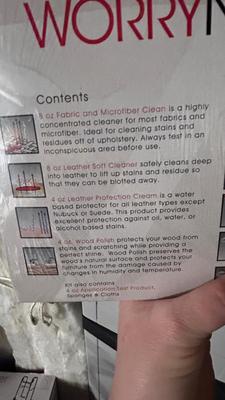 WORRY
Contents
8 oz Fabric and Microfiber Clean is a highly
concentrated cleaner for most fabrics and
microfiber. Ideal for cleaning stains and
residues off of upholstery. Always test in an
inconspicuous area before use.
8 oz Leather Soft Cleaner safely cleans deep
into leather to lift up stains and residue so
that they can be blotted away.
4 oz Leather Protection Cream is a water
based protector for all leather types except
Nubuck or Suede. This product provides
excellent protection against oil, water, or
alcohol based stains.
4 oz. Wood Polish protects your wood from
stains and scratching while providing a
perfect shine. Wood Polish preserves the
wood's natural surface and protects your
furniture from the damage caused by
changes in humidity and temperature.
Kit also contains
4 oz Application Test Product,
Sponges & Cloths